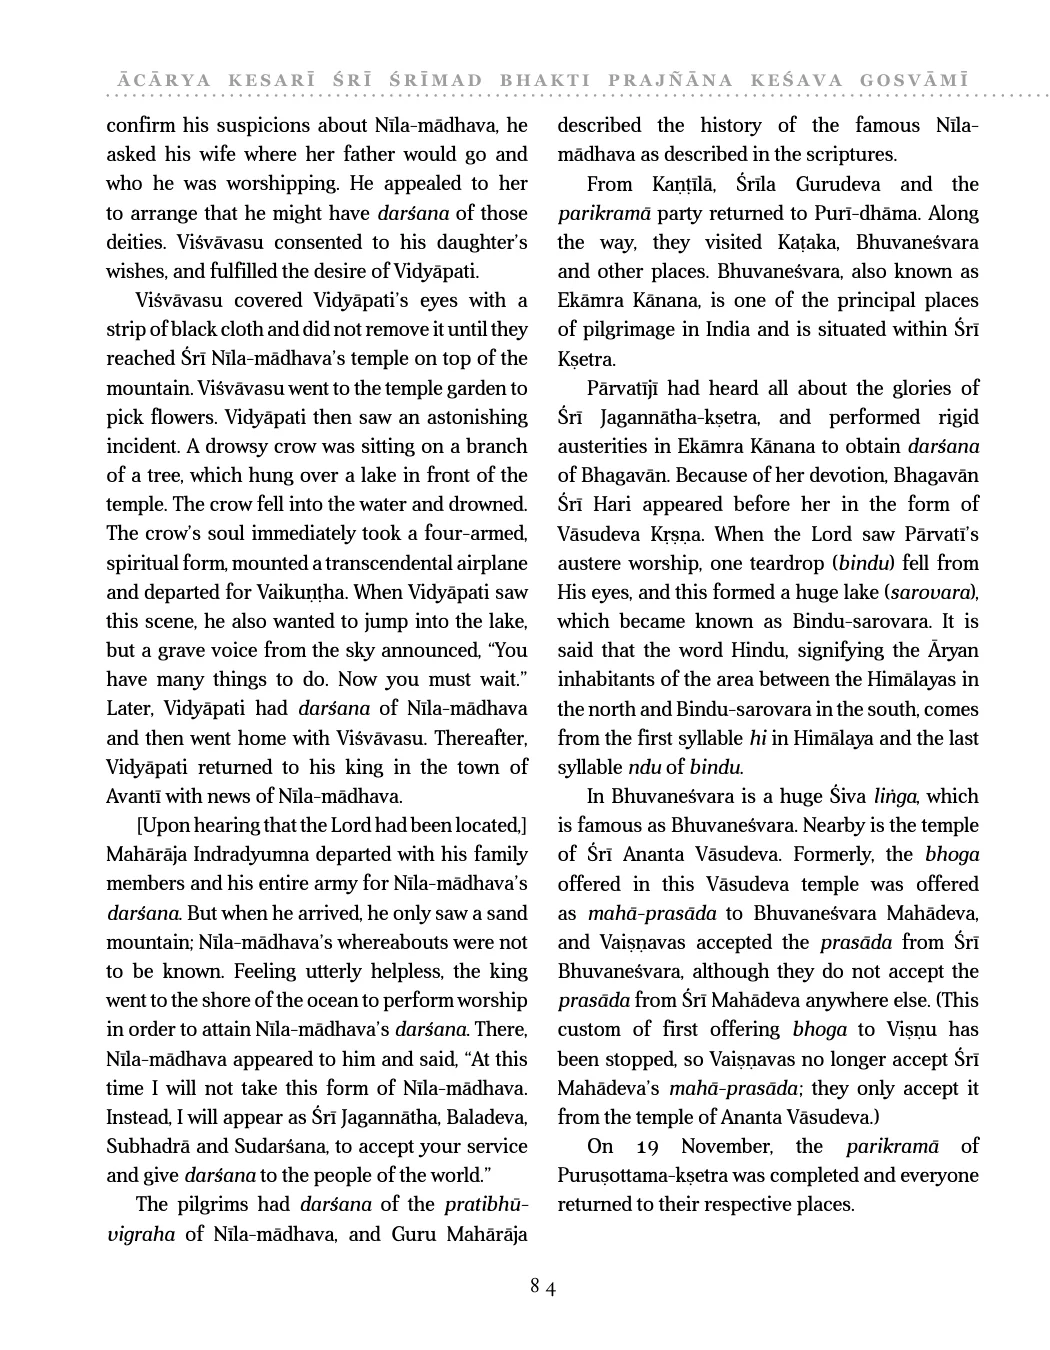 ĀCĀRYA KESARĪ ŚRĪ ŚRĪMAD BHAKTI PRAJÑĀNA KEŚAVA GOSVĀMĪ
confirm his suspicions about Nīla-mādhava, he
asked his wife where her father would go and
who he was worshipping. He appealed to her
to arrange that he might have darśana of those
deities. Viśvāvasu consented to his daughter’s
wishes, and fulfilled the desire of Vidyāpati.
Viśvāvasu covered Vidyāpati’s eyes with a
strip of black cloth and did not remove it until they
reached Śrī Nīla-mādhava’s temple on top of the
mountain. Viśvāvasu went to the temple garden to
pick flowers. Vidyāpati then saw an astonishing
incident. A drowsy crow was sitting on a branch
of a tree, which hung over a lake in front of the
temple. The crow fell into the water and drowned.
The crow’s soul immediately took a four-armed,
spiritual form, mounted a transcendental airplane
and departed for Vaikuṇṭha. When Vidyāpati saw
this scene, he also wanted to jump into the lake,
but a grave voice from the sky announced, “You
have many things to do. Now you must wait.”
Later, Vidyāpati had darśana of Nīla-mādhava
and then went home with Viśvāvasu. Thereafter,
Vidyāpati returned to his king in the town of
Avantī with news of Nīla-mādhava.
[Upon hearing that the Lord had been located,]
Mahārāja Indradyumna departed with his family
members and his entire army for Nīla-mādhava’s
darśana. But when he arrived, he only saw a sand
mountain; Nīla-mādhava’s whereabouts were not
to be known. Feeling utterly helpless, the king
went to the shore of the ocean to perform worship
in order to attain Nīla-mādhava’s darśana. There,
Nīla-mādhava appeared to him and said, “At this
time I will not take this form of Nīla-mādhava.
Instead, I will appear as Śrī Jagannātha, Baladeva,
Subhadrā and Sudarśana, to accept your service
and give darśana to the people of the world.”
The pilgrims had darśana of the pratibhū-
vigraha of Nīla-mādhava, and Guru Mahārāja
described the history of the famous Nīla-
mādhava as described in the scriptures.
From Kaṇṭīlā, Śrīla Gurudeva and the
parikramā party returned to Purī-dhāma. Along
the way, they visited Kaṭaka, Bhuvaneśvara
and other places. Bhuvaneśvara, also known as
Ekāmra Kānana, is one of the principal places
of pilgrimage in India and is situated within Śrī
Kṣetra.
Pārvatījī had heard all about the glories of
Śrī Jagannātha-kṣetra, and performed rigid
austerities in Ekāmra Kānana to obtain darśana
of Bhagavān. Because of her devotion, Bhagavān
Śrī Hari appeared before her in the form of
Vāsudeva Kṛṣṇa. When the Lord saw Pārvatī’s
austere worship, one teardrop (bindu) fell from
His eyes, and this formed a huge lake (sarovara),
which became known as Bindu-sarovara. It is
said that the word Hindu, signifying the Āryan
inhabitants of the area between the Himālayas in
the north and Bindu-sarovara in the south, comes
from the first syllable hi in Himālaya and the last
syllable ndu of bindu.
In Bhuvaneśvara is a huge Śiva liṅga, which
is famous as Bhuvaneśvara. Nearby is the temple
of Śrī Ananta Vāsudeva. Formerly, the bhoga
offered in this Vāsudeva temple was offered
as mahā-prasāda to Bhuvaneśvara Mahādeva,
and Vaiṣṇavas accepted the prasāda from Śrī
Bhuvaneśvara, although they do not accept the
prasāda from Śrī Mahādeva anywhere else. (This
custom of first offering bhoga to Viṣṇu has
been stopped, so Vaiṣṇavas no longer accept Śrī
Mahādeva’s mahā-prasāda; they only accept it
from the temple of Ananta Vāsudeva.)
On 19 November, the parikramā of
Puruṣottama-kṣetra was completed and everyone
returned to their respective places.
84